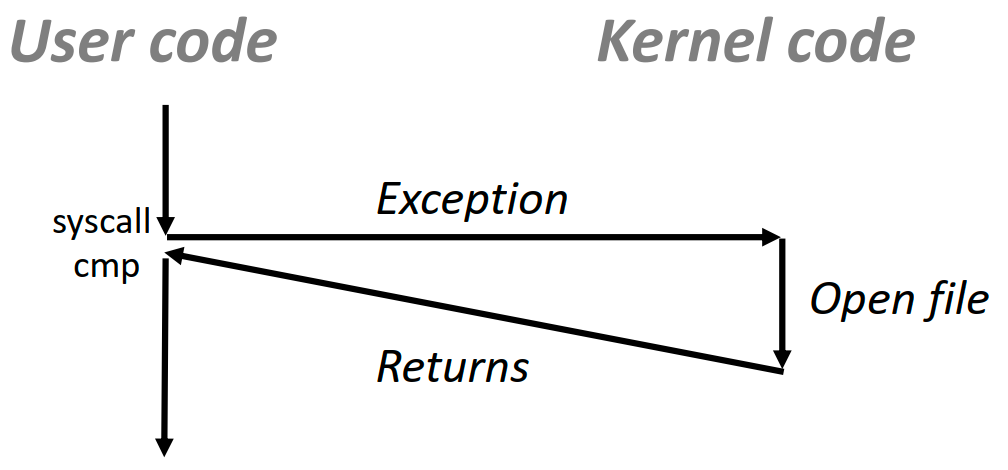 User code
Kernel code
Exception
syscall
cmp
Open file
Returns